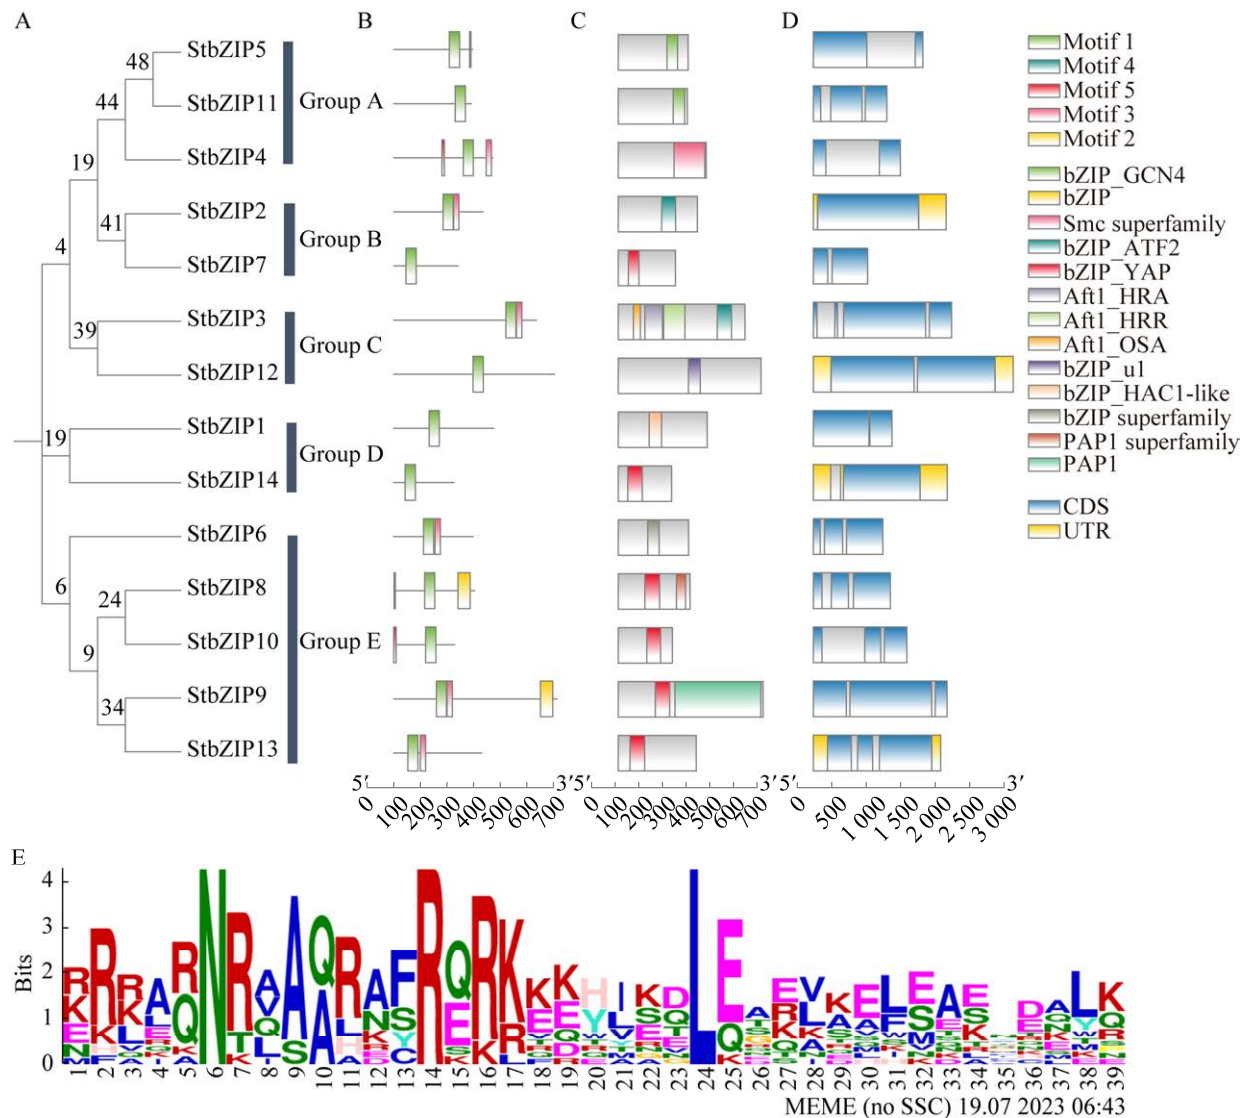 A
B
C
D
StbZIP5
StbZIP11
StbZIP4
StbZIP2
StbZIP7
StbZIP3
StbZIP12
StbZIP1
StbZIP14
StbZIP6
StbZIP8
StbZIP10
StbZIP9
StbZIP13
48
44
19
41
4
39
19
6
24
9
34
Group A
Group B
Group C
Group D
Group E
5′
3′
0
100
200
300
400
500
600
700
5′
3′
0
100
200
300
400
500
600
700
5′
3′
0
500
1 000
1 500
2 000
2 500
3 000
Motif 1
Motif 4
Motif 5
Motif 3
Motif 2
bZIP_GCN4
bZIP
Smc superfamily
bZIP_ATF2
bZIP_YAP
Aft1_HRA
Aft1_HRR
Aft1_OSA
bZIP_u1
bZIP_HAC1-like
bZIP superfamily
PAP1 superfamily
PAP1
CDS
UTR
E
Bits
4
3
2
1
0
1 2 3 4 5 6 7 8 9 10 11 12 13 14 15 16 17 18 19 20 21 22 23 24 25 26 27 28 29 30 31 32 33 34 35 36 37 38 39
MEME (no SSC) 19.07 2023 06:43